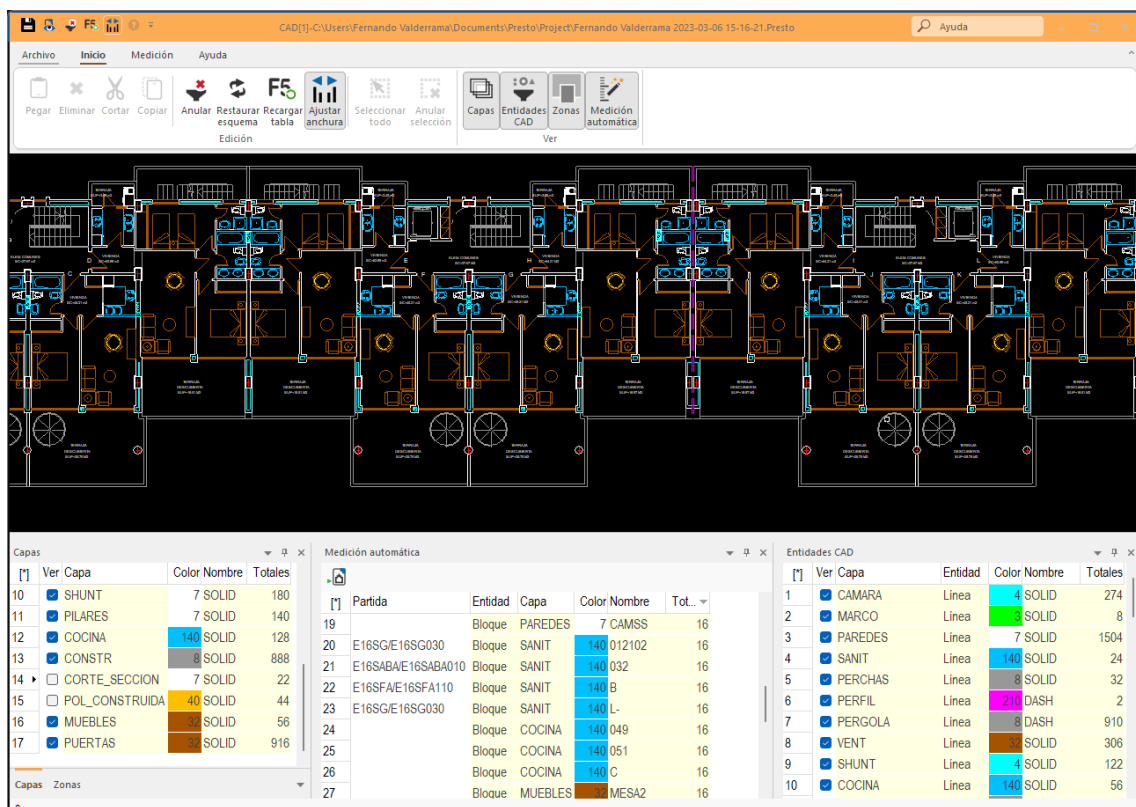 F5
CAD[1]-C:\Users\Fernando Valderrama\Documents\Presto\Project\Fernando Valderrama 2023-03-06 15-16-21.Presto
Ayuda
Archivo Inicio Medición Ayuda
Pegar Eliminar Cortar Copiar
Anular Restaurar esquema F5 Recargar tabla Ajustar anchura
Seleccionar todo Anular selección
Capas Entidades CAD Zonas Medición automática
Edición Ver
C D E F G H I J K L
Capas
[*] Ver Capa Color Nombre Totales
10 SHUNT 7 SOLID 180
11 PILARES 7 SOLID 140
12 COCINA 140 SOLID 128
13 CONSTR 8 SOLID 888
14 CORTE_SECCION 7 SOLID 22
15 POL_CONSTRUIDA 40 SOLID 44
16 MUEBLES 32 SOLID 56
17 PUERTAS 32 SOLID 916
Capas Zonas
Medición automática
[*] Partida Entidad Capa Color Nombre Tot...
19 Bloque PAREDES 7 CAMSS 16
20 E16SG/E16SG030 Bloque SANIT 140 012102 16
21 E16SABA/E16SABA010 Bloque SANIT 140 032 16
22 E16SFA/E16SFA110 Bloque SANIT 140 B 16
23 E16SG/E16SG030 Bloque SANIT 140 L- 16
24 Bloque COCINA 140 049 16
25 Bloque COCINA 140 051 16
26 Bloque COCINA 140 C 16
27 Bloque MUEBLES 32 MESA2 16
Entidades CAD
[*] Ver Capa Entidad Color Nombre Totales
1 CAMARA Línea 4 SOLID 274
2 MARCO Línea 3 SOLID 8
3 PAREDES Línea 7 SOLID 1504
4 SANIT Línea 140 SOLID 24
5 PERCHAS Línea 8 SOLID 32
6 PERFIL Línea 210 DASH 2
7 PERGOLA Línea 8 DASH 910
8 VENT Línea 32 SOLID 306
9 SHUNT Línea 4 SOLID 122
10 COCINA Línea 140 SOLID 56